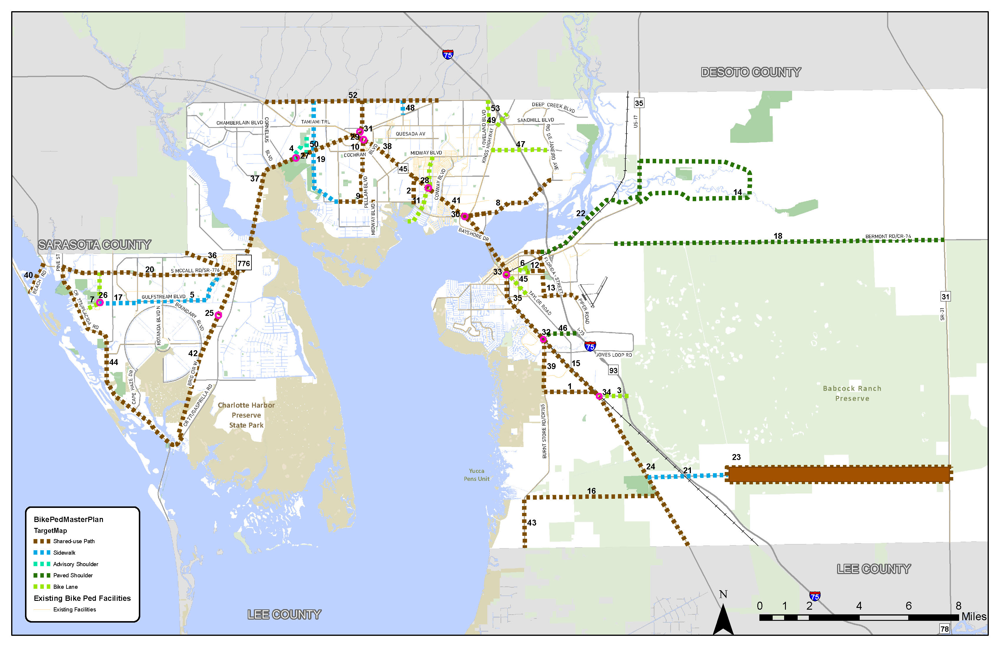 75
DESOTO COUNTY
52
48
53
49
35
DEEP CREEK BLVD
SANDHILL BLVD
US-17
CHAMBERLAIN BLVD
TAMIAMI TRL
CORNELIUS
BLVD
LOVELAND BLVD
KINGS HIGHWAY
RIO DE JANEIRO AVE
31
29
10
QUESADA AV
38
COCHRAN
BLVD
MIDWAY BLVD
47
4
50
27
19
45
37
28
2
11
CONWAY BLVD
9
PELLAM BLVD
MIDWAY BLVD
41
8
30
14
22
BAYSHORE DR
18
BERMONT RD/CR-74
SARASOTA COUNTY
PINE ST
36
776
20
S MCCALL RD/SR-776
40
BEACH RD
CR 775/PLACIDA RD
7
26
17
GULFSTREAM BLVD
5
BOUNDARY BLVD
25
ROTANDA BLVD N
6
12
33
45
FLORIDA STREET
13
35
TAYLOR ROAD
PIPER ROAD
31
SR-31
46
I-75
32
75
JONES LOOP RD
42
44
BRIG CIR W
CAPE HAZE DR
CR 771/GASPRILLA RD
39
15
93
1
34
3
Babcock Ranch
Preserve
Charlotte Harbor
Preserve
State Park
BURNT STORE RD/CR765
23
24
21
Yucca
Pens Unit
16
43
BikePedMasterPlan
TargetMap
Shared-use Path
Sidewalk
Advisory Shoulder
Paved Shoulder
Bike Lane
Existing Bike Ped Facilities
Existing Facilities
LEE COUNTY
LEE COUNTY
75
N
0 1 2 4 6 8
Miles
78